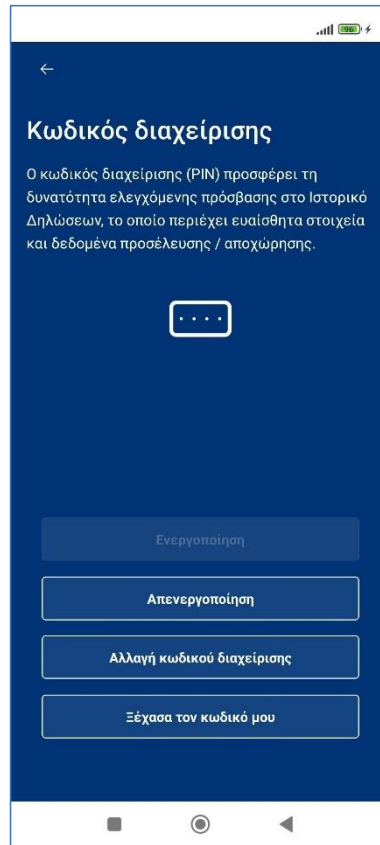 96
Κωδικός διαχείρισης
Ο κωδικός διαχείρισης (PIN) προσφέρει τη
δυνατότητα ελεγχόμενης πρόσβασης στο Ιστορικό
Δηλώσεων, το οποίο περιέχει ευαίσθητα στοιχεία
και δεδομένα προσέλευσης / αποχώρησης.
Ενεργοποίηση
Απενεργοποίηση
Αλλαγή κωδικού διαχείρισης
Ξέχασα τον κωδικό μου